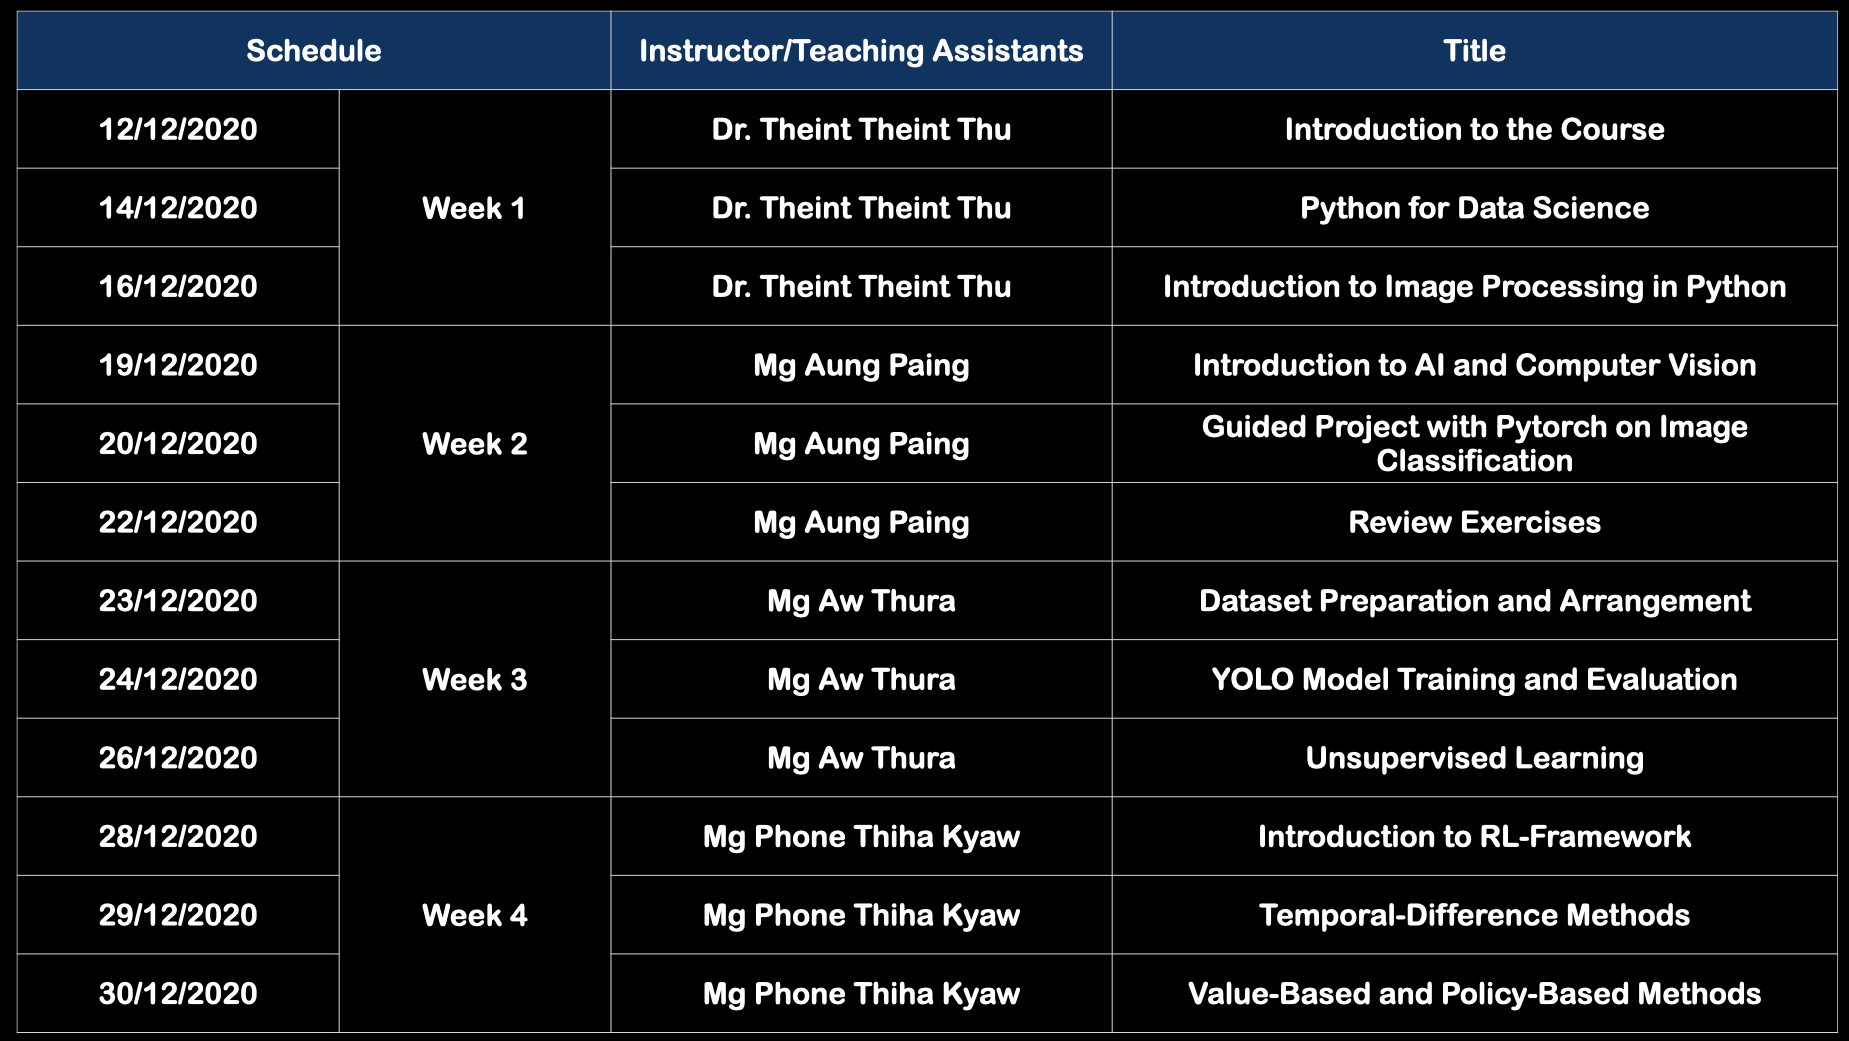 Schedule Instructor/Teaching Assistants Title
12/12/2020 Week 1 Dr. Theint Theint Thu Introduction to the Course
14/12/2020 Dr. Theint Theint Thu Python for Data Science
16/12/2020 Dr. Theint Theint Thu Introduction to Image Processing in Python
19/12/2020 Week 2 Mg Aung Paing Introduction to AI and Computer Vision
20/12/2020 Mg Aung Paing Guided Project with Pytorch on Image
Classification
22/12/2020 Mg Aung Paing Review Exercises
23/12/2020 Week 3 Mg Aw Thura Dataset Preparation and Arrangement
24/12/2020 Mg Aw Thura YOLO Model Training and Evaluation
26/12/2020 Mg Aw Thura Unsupervised Learning
28/12/2020 Week 4 Mg Phone Thiha Kyaw Introduction to RL-Framework
29/12/2020 Mg Phone Thiha Kyaw Temporal-Difference Methods
30/12/2020 Mg Phone Thiha Kyaw Value-Based and Policy-Based Methods